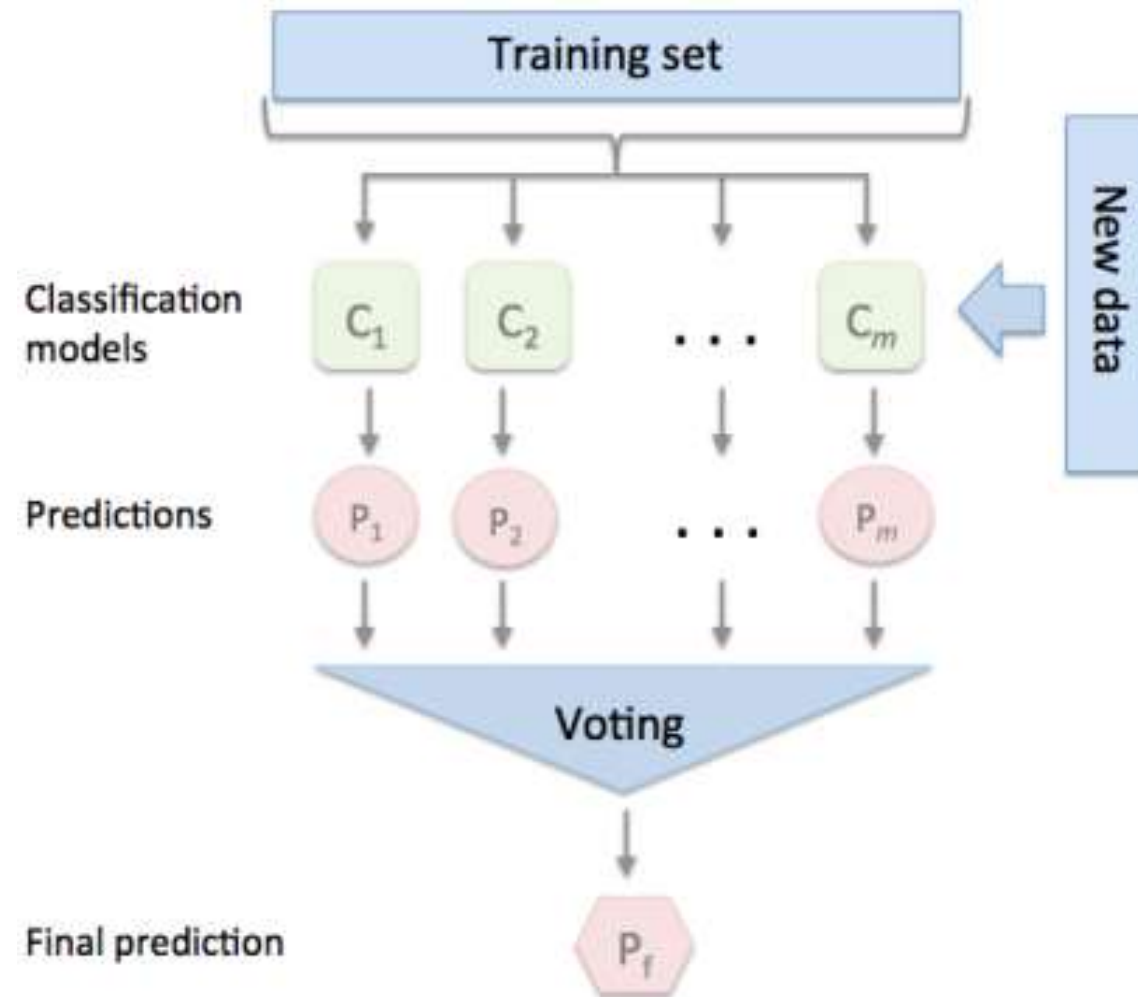 Training set
New data
Classification
models
C1
C2
. . .
Cm
Predictions
P1
P2
. . .
Pm
Voting
Final prediction
Pf